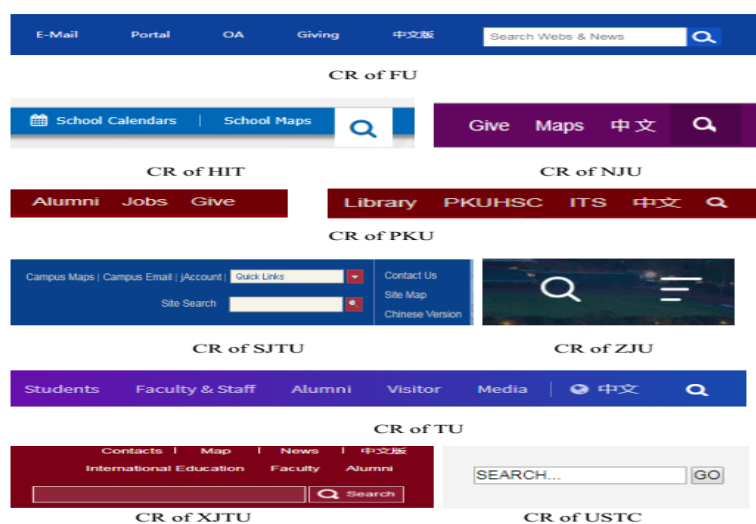 E-Mail Portal OA Giving 中文版 Search Webs & News
CR of FU
School Calendars | School Maps
Give Maps 中文
CR of HIT
CR of NJU
Alumni Jobs Give
Library PKUHSC ITS 中文
CR of PKU
Campus Maps | Campus Email | jAccount | Quick Links
Site Search
Contact Us
Site Map
Chinese Version
CR of SJTU
CR of ZJU
Students Faculty & Staff Alumni Visitor Media | 中文
CR of TU
Contacts | Map | News | 中文版
International Education Faculty Alumni
Search
SEARCH... GO
CR of XJTU
CR of USTC